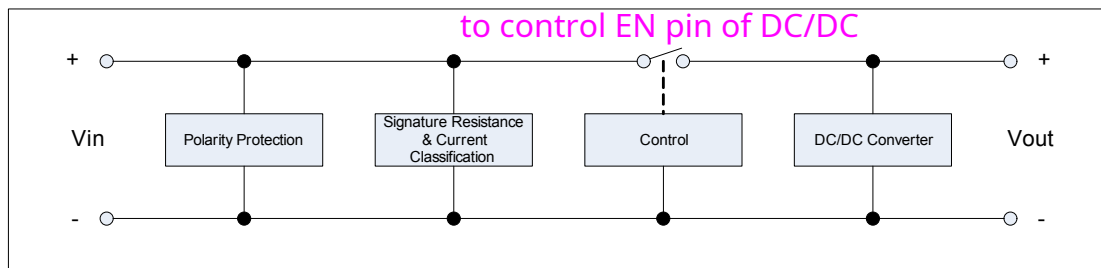 to control EN pin of DC/DC
+
+
Vin
Polarity Protection
Signature Resistance
& Current
Classification
Control
DC/DC Converter
Vout
-
-